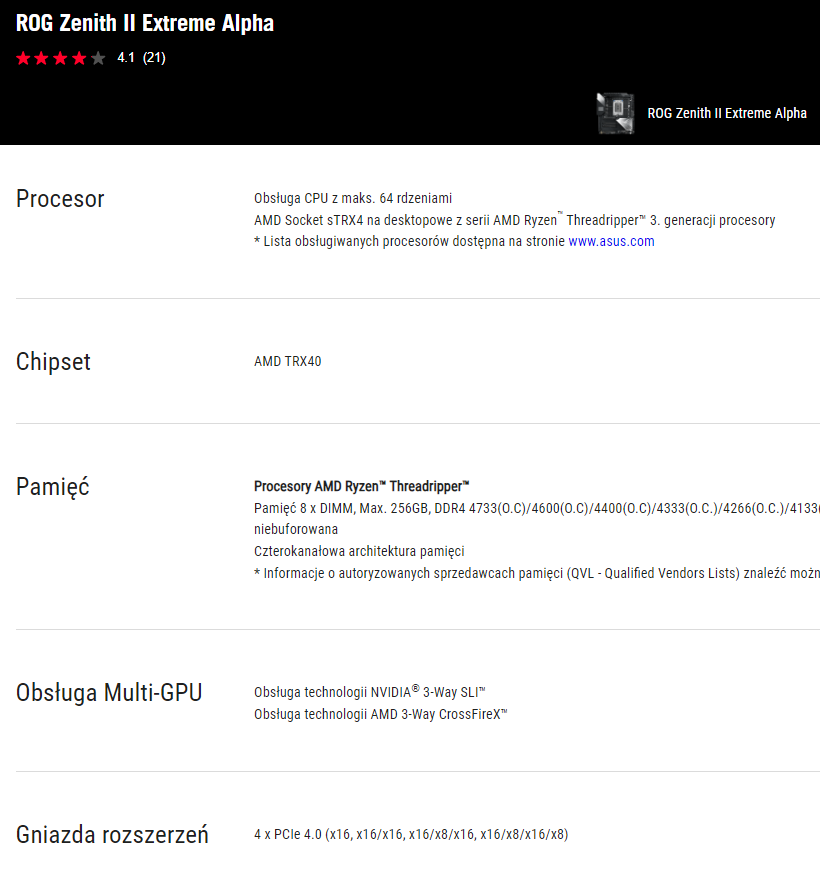 ROG Zenith II Extreme Alpha
4.1 (21)
ROG Zenith II Extreme Alpha
Procesor
Obsługa CPU z maks. 64 rdzeniami
AMD Socket sTRX4 na desktopowe z serii AMD Ryzen™ Threadripper™ 3. generacji procesory
* Lista obsługiwanych procesorów dostępna na stronie www.asus.com
Chipset
AMD TRX40
Pamięć
Procesory AMD Ryzen™ Threadripper™
Pamięć 8 x DIMM, Max. 256GB, DDR4 4733(O.C)/4600(O.C)/4400(O.C)/4333(O.C.)/4266(O.C.)/4133(
niebuforowana
Czterokanałowa architektura pamięci
* Informacje o autoryzowanych sprzedawcach pamięci (QVL - Qualified Vendors Lists) znaleźć możn
Obsługa Multi-GPU
Obsługa technologii NVIDIA® 3-Way SLI™
Obsługa technologii AMD 3-Way CrossFireX™
Gniazda rozszerzeń
4 x PCIe 4.0 (x16, x16/x16, x16/x8/x16, x16/x8/x16/x8)